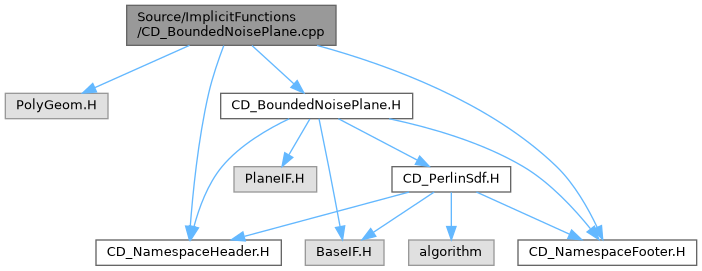 Source/ImplicitFunctions
/CD_BoundedNoisePlane.cpp
PolyGeom.H
CD_BoundedNoisePlane.H
PlaneIF.H
CD_PerlinSdf.H
CD_NamespaceHeader.H
BaseIF.H
algorithm
CD_NamespaceFooter.H